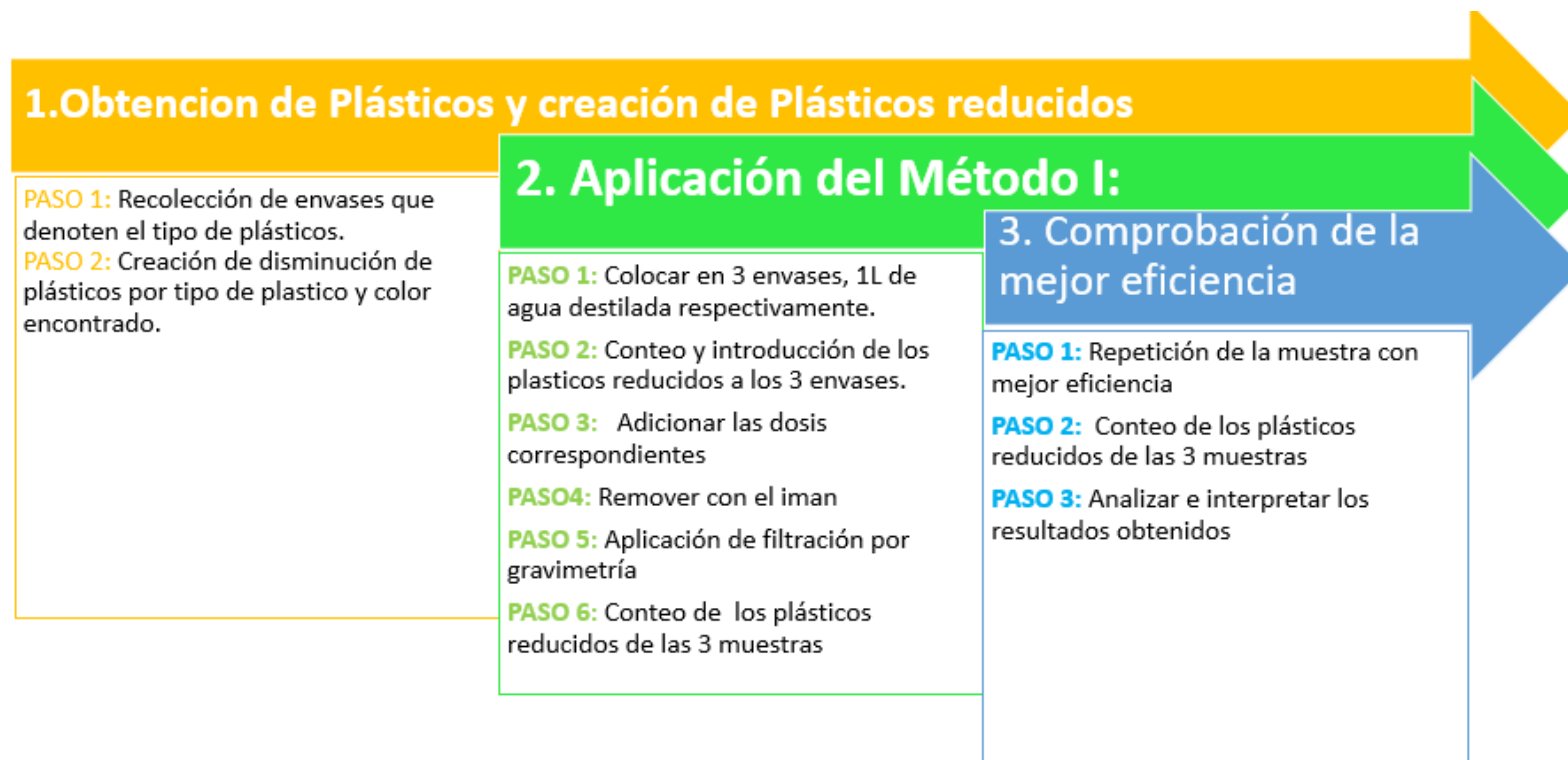 1.Obtencion de Plásticos y creación de Plásticos reducidos
PASO 1: Recolección de envases que
denoten el tipo de plásticos.
PASO 2: Creación de disminución de
plásticos por tipo de plastico y color
encontrado.
2. Aplicación del Método I:
PASO 1: Colocar en 3 envases, 1L de
agua destilada respectivamente.
PASO 2: Conteo y introducción de los
plasticos reducidos a los 3 envases.
PASO 3: Adicionar las dosis
correspondientes
PASO4: Remover con el iman
PASO 5: Aplicación de filtración por
gravimetría
PASO 6: Conteo de los plásticos
reducidos de las 3 muestras
3. Comprobación de la
mejor eficiencia
PASO 1: Repetición de la muestra con
mejor eficiencia
PASO 2: Conteo de los plásticos
reducidos de las 3 muestras
PASO 3: Analizar e interpretar los
resultados obtenidos